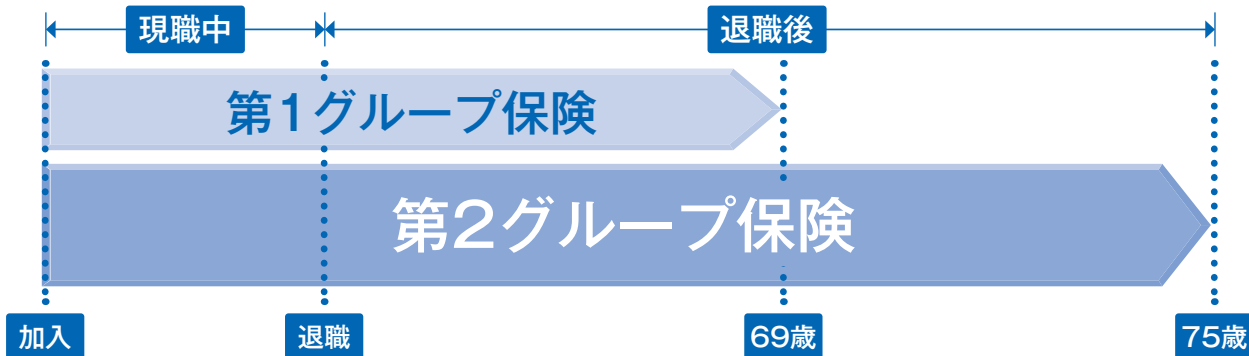 現職中
退職後
第1グループ保険
第2グループ保険
加入
退職
69歳
75歳